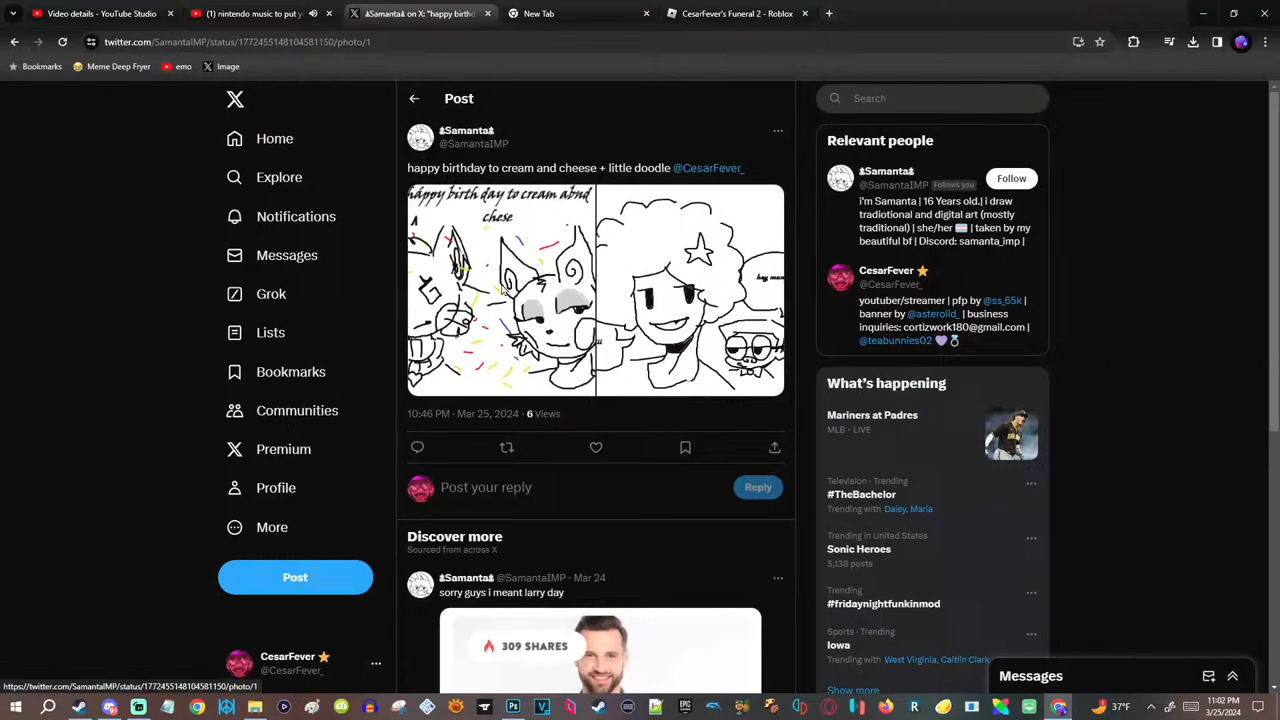 Video details - YouTube Studio
(1) nintendo music to put y
Samanta on X: "happy birthd
New Tab
CesarFever's Funeral 2 - Roblox
twitter.com/SamantaIMP/status/1772455148104581150/photo/1
Bookmarks
Meme Deep Fryer
emo
Image
Post
Search
Home
Explore
Notifications
Messages
Grok
Lists
Bookmarks
Communities
Premium
Profile
More
Post
CesarFever
@CesarFever_
Samanta
@SamantaIMP
happy birthday to cream and cheese + little doodle @CesarFever_
happy birth day to cream abnd
chese
hey man
10:46 PM · Mar 25, 2024 · 6 Views
Post your reply
Reply
Discover more
Sourced from across X
Samanta @SamantaIMP · Mar 24
sorry guys i meant larry day
309 SHARES
Relevant people
Samanta
@SamantaIMP Follows you
Follow
I'm Samanta | 16 Years old.| i draw
tradiotional and digital art (mostly
traditional) | she/her | taken by my
beautiful bf | Discord: samanta_imp |
CesarFever
@CesarFever_
youtuber/streamer | pfp by @ss_65k |
banner by @asteroiid_ | business
inquiries: cortizwork180@gmail.com |
@teabunnies02
What's happening
Mariners at Padres
MLB · LIVE
Television · Trending
#TheBachelor
Trending with Daisy, Maria
Trending in United States
Sonic Heroes
5,138 posts
Trending
#fridaynightfunkinmod
Sports · Trending
Iowa
Trending with West Virginia, Caitlin Clark
Show more
Messages
https://twitter.com/SamantaIMP/status/1772455148104581150/photo/1
37°F
11:02 PM
3/25/2024